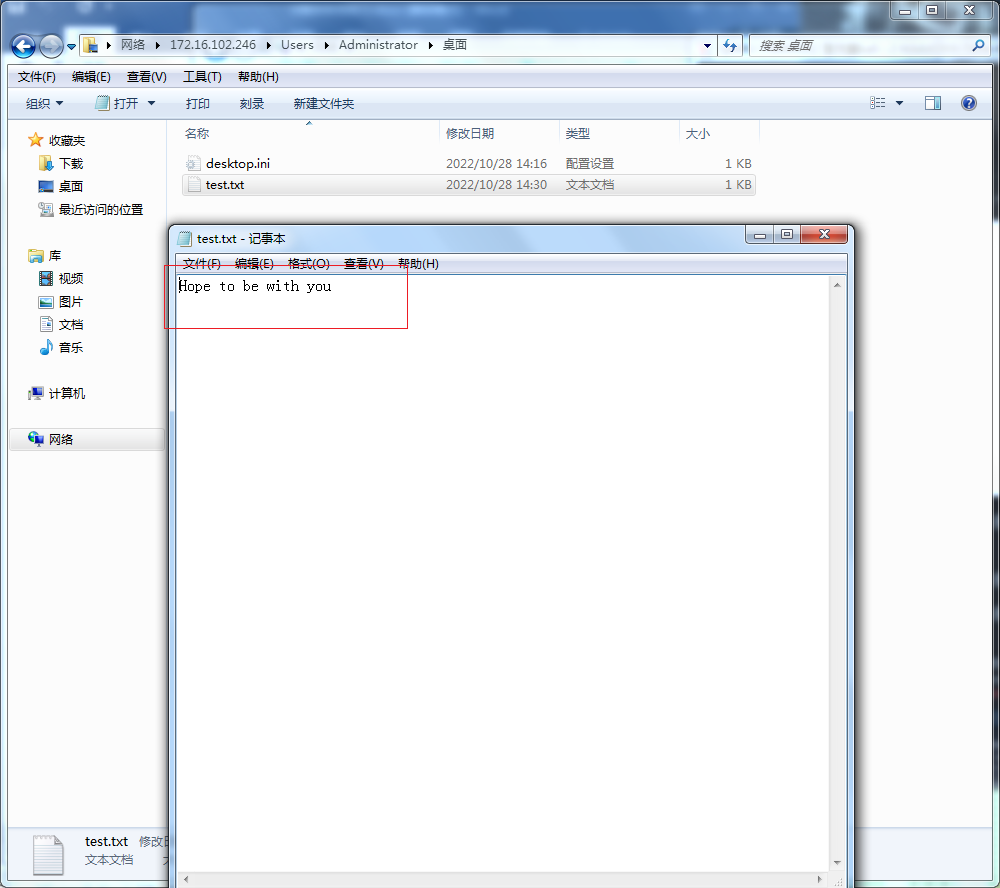 网络 172.16.102.246 Users Administrator 桌面
搜索 桌面
文件(F) 编辑(E) 查看(V) 工具(T) 帮助(H)
组织 打开 打印 刻录 新建文件夹
收藏夹
下载
桌面
最近访问的位置
库
视频
图片
文档
音乐
计算机
网络
名称 修改日期 类型 大小
desktop.ini 2022/10/28 14:16 配置设置 1 KB
test.txt 2022/10/28 14:30 文本文档 1 KB
test.txt - 记事本
文件(F) 编辑(E) 格式(O) 查看(V) 帮助(H)
Hope to be with you
test.txt 修改
文本文档